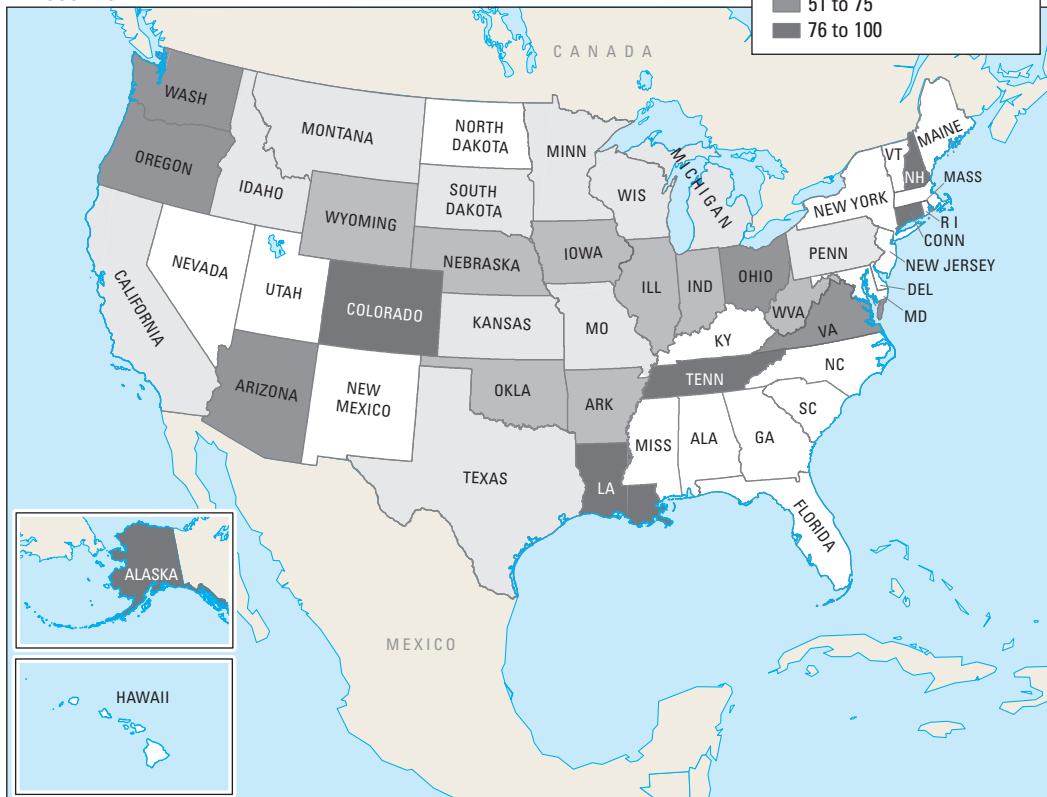 51 to 75
76 to 100
CANADA
WASH
MONTANA
NORTH
DAKOTA
MINN
MAINE
VT
OREGON
IDAHO
SOUTH
DAKOTA
WIS
MICHIGAN
NH
MASS
WYOMING
NEW YORK
R I
CONN
NEVADA
UTAH
NEBRASKA
IOWA
PENN
NEW JERSEY
ILL
IND
OHIO
DEL
CALIFORNIA
COLORADO
KANSAS
MO
WVA
VA
MD
KY
ARIZONA
NEW
MEXICO
OKLA
ARK
TENN
NC
SC
MISS
ALA
GA
TEXAS
LA
FLORIDA
ALASKA
MEXICO
HAWAII